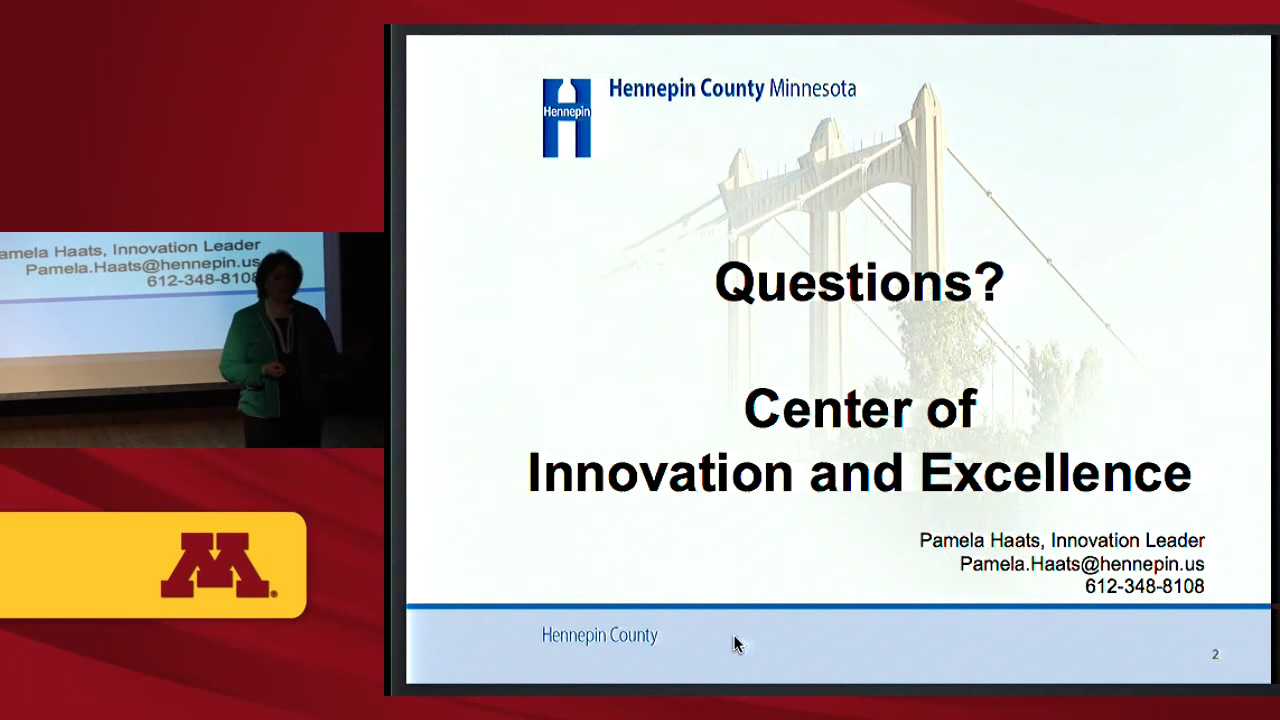 Hennepin County Minnesota
Hennepin
Questions?
Center of
Innovation and Excellence
Pamela Haats, Innovation Leader
Pamela.Haats@hennepin.us
612-348-8108
Hennepin County
2
amela Haats, Innovation Leader
Pamela.Haats@hennepin.us
612-348-8108
M